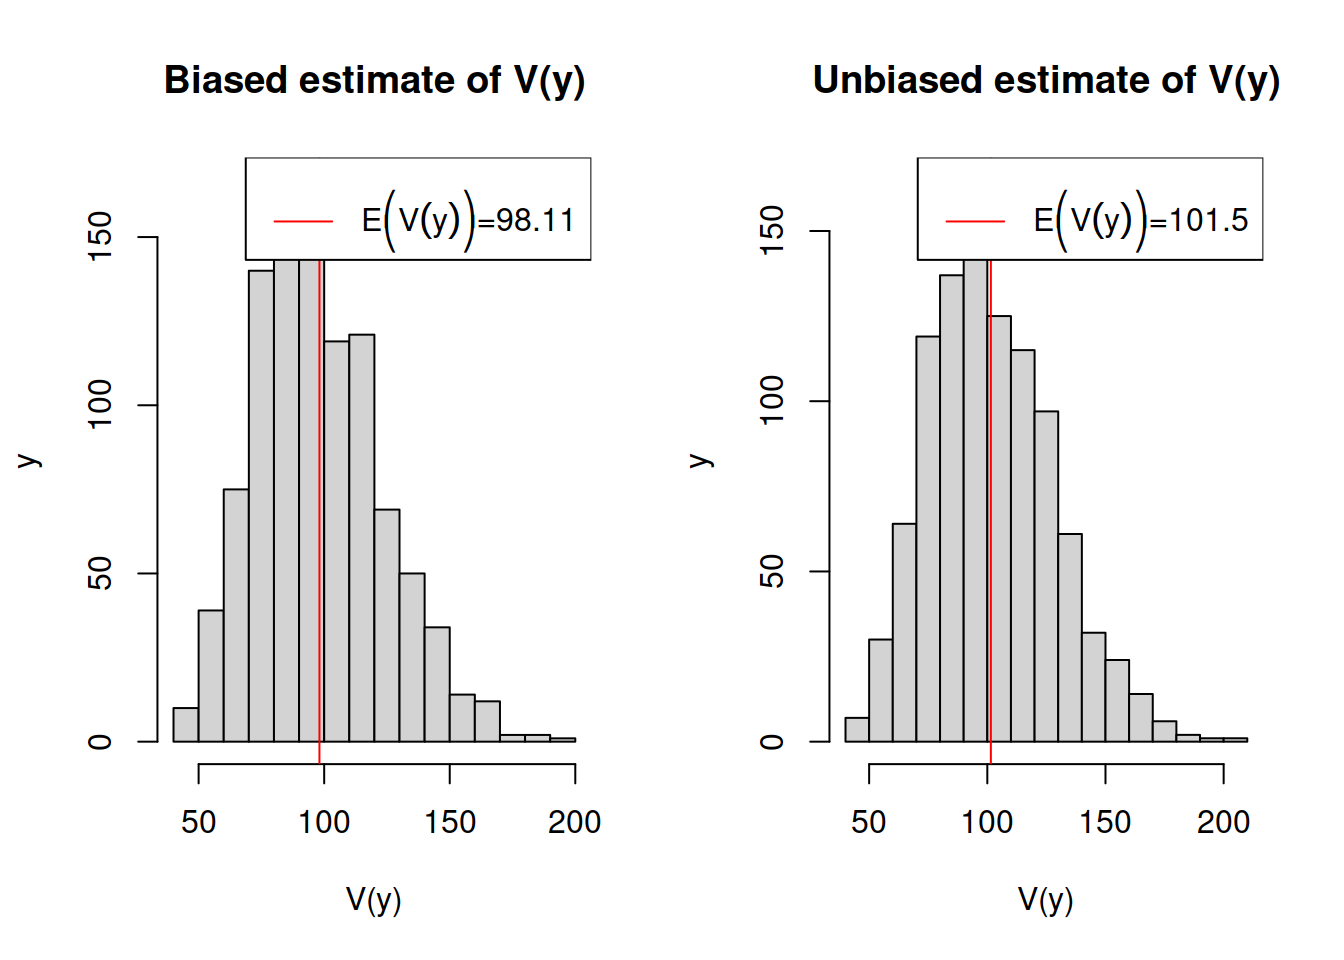 Biased estimate of V(y)
E(V(y))=98.11
150
100
50
0
y
50 100 150 200
V(y)
Unbiased estimate of V(y)
E(V(y))=101.5
150
100
50
0
y
50 100 150 200
V(y)